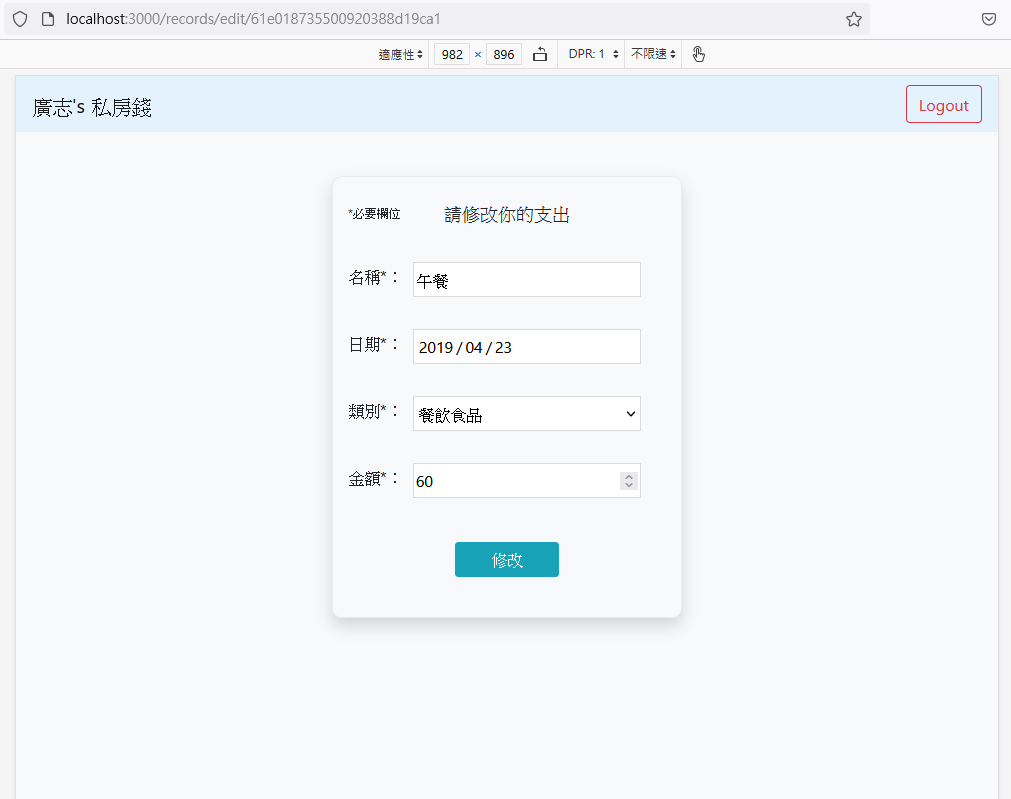 localhost:3000/records/edit/61e018735500920388d19ca1
適應性 982 × 896 DPR: 1 不限速
廣志's 私房錢 Logout
*必要欄位 請修改你的支出
名稱*： 午餐
日期*： 2019 / 04 / 23
類別*： 餐飲食品
金額*： 60
修改